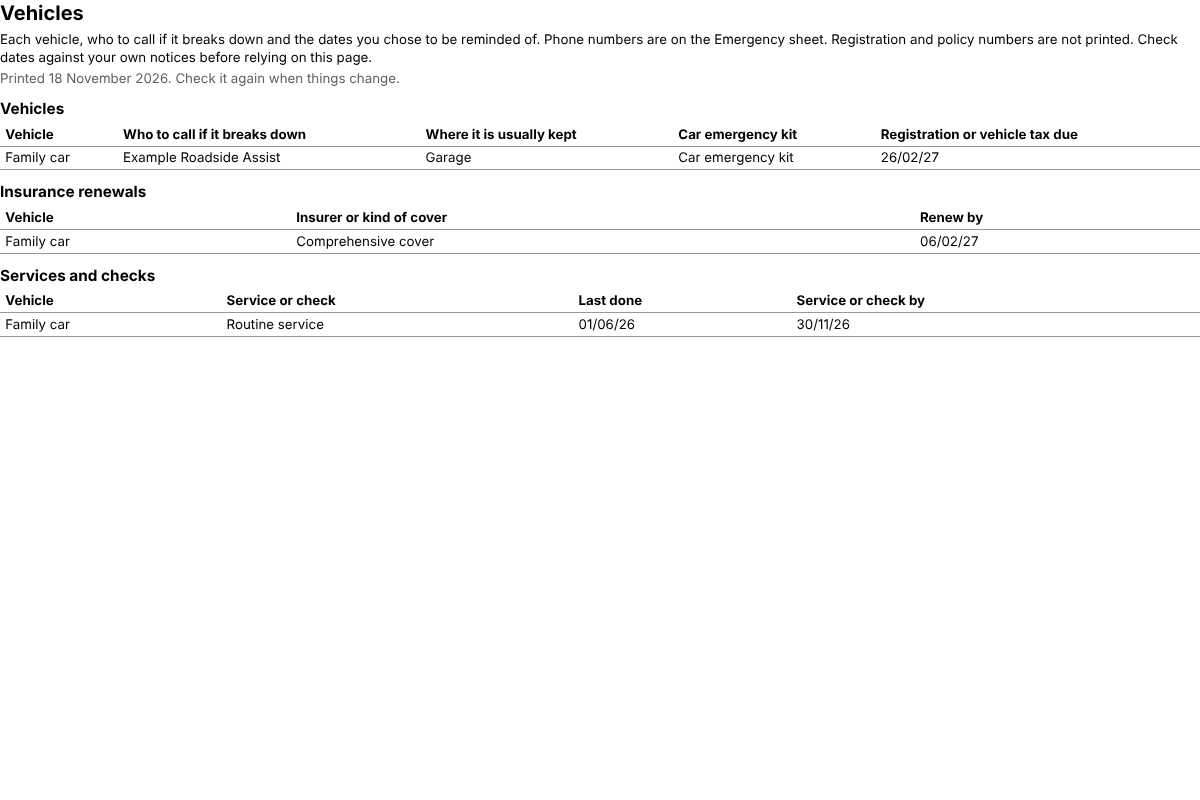 Vehicles
Each vehicle, who to call if it breaks down and the dates you chose to be reminded of. Phone numbers are on the Emergency sheet. Registration and policy numbers are not printed. Check
dates against your own notices before relying on this page.
Printed 18 November 2026. Check it again when things change.
Vehicles
Vehicle Who to call if it breaks down Where it is usually kept Car emergency kit Registration or vehicle tax due
Family car Example Roadside Assist Garage Car emergency kit 26/02/27
Insurance renewals
Vehicle Insurer or kind of cover Renew by
Family car Comprehensive cover 06/02/27
Services and checks
Vehicle Service or check Last done Service or check by
Family car Routine service 01/06/26 30/11/26